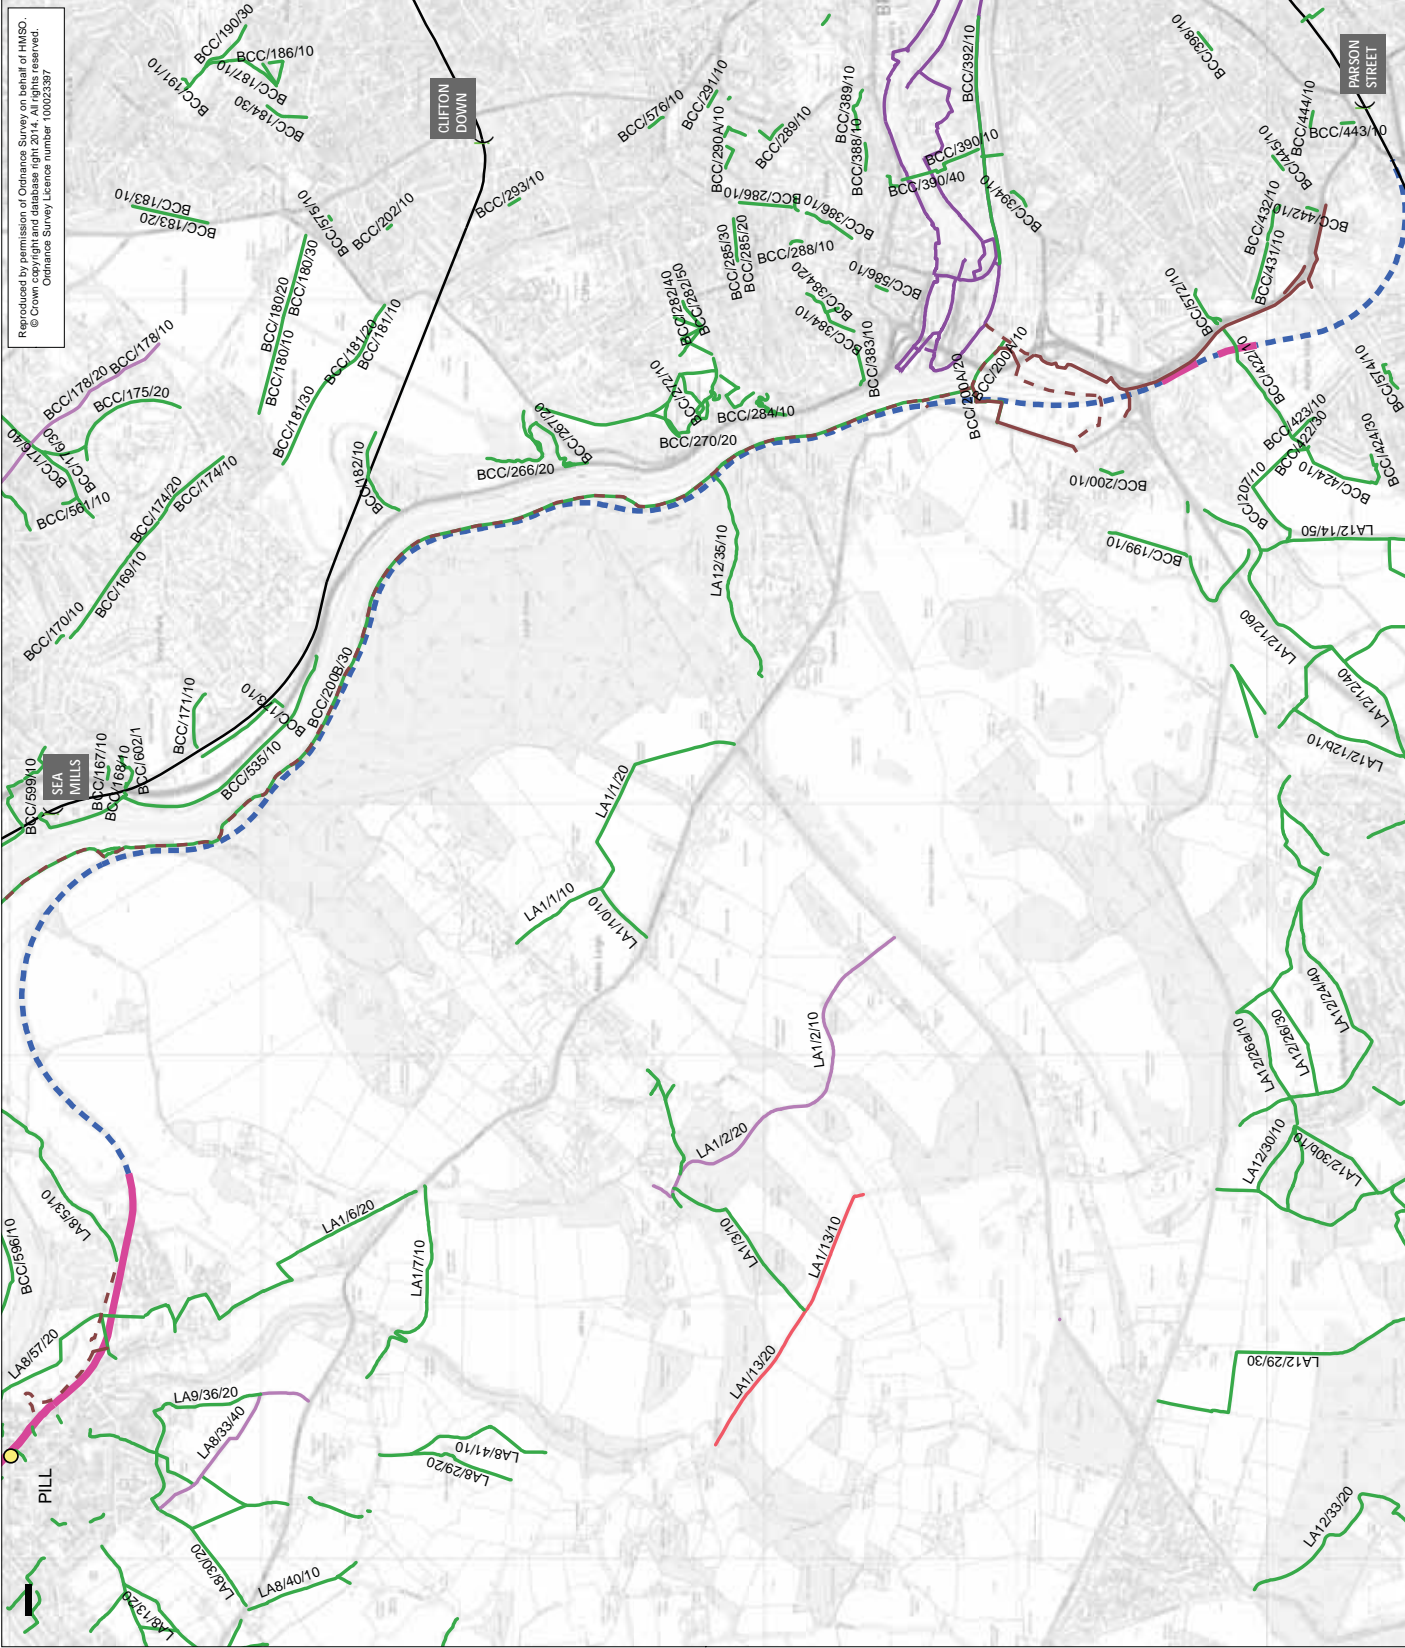 Reproduced by permission of Ordnance Survey on behalf of HMSO.
© Crown copyright and database right 2014. All rights reserved.
Ordnance Survey Licence number 100023397
BCC/190/30
BCC/186/10
BCC/191/10
BCC/187/10
BCC/184/30
CLIFTON
DOWN
BCC/183/10
BCC/183/20
BCC/575/10
BCC/202/10
BCC/293/10
BCC/180/30
BCC/180/20
BCC/180/10
BCC/181/20
BCC/181/10
BCC/181/30
BCC/178/10
BCC/178/20
BCC/175/20
BCC/176/40
BCC/176/30
BCC/561/10
BCC/174/20
BCC/174/10
BCC/169/10
BCC/170/10
BCC/182/10
BCC/576/10
BCC/291/10
BCC/290A/10
BCC/289/10
BCC/389/10
BCC/388/10
BCC/392/10
BCC/390/10
BCC/390/40
BCC/394/10
BCC/398/10
PARSON
STREET
BCC/444/10
BCC/443/10
BCC/445/10
BCC/442/10
BCC/432/10
BCC/431/10
BCC/286/10
BCC/386/10
BCC/285/30
BCC/285/20
BCC/288/10
BCC/586/10
BCC/384/20
BCC/384/10
BCC/383/10
BCC/282/40
BCC/282/50
BCC/272/10
BCC/284/10
BCC/270/20
BCC/267/20
BCC/266/20
BCC/200A/10
BCC/200A/20
BCC/572/10
BCC/422/10
BCC/574/10
BCC/423/10
BCC/422/30
BCC/424/30
BCC/424/10
BCC/207/10
BCC/200/10
BCC/199/10
LA12/14/50
LA12/35/10
LA12/12/60
LA12/12/40
LA12/12b/10
BCC/200B/30
BCC/173/10
BCC/171/10
BCC/535/10
BCC/599/10
SEA
MILLS
BCC/167/10
BCC/168/10
BCC/602/1
LA1/1/20
LA1/1/10
LA1/10/10
LA1/2/10
LA1/2/20
LA1/3/10
LA1/13/10
LA1/13/20
LA12/24/40
LA12/26/30
LA12/26a/10
LA12/30/10
LA12/30b/10
LA12/29/30
LA12/33/20
LA8/53/10
BCC/596/10
LA1/6/20
LA1/7/10
LA8/57/20
LA9/36/20
LA8/33/40
PILL
LA8/41/10
LA8/29/20
LA8/30/20
LA8/40/10
LA8/13/20